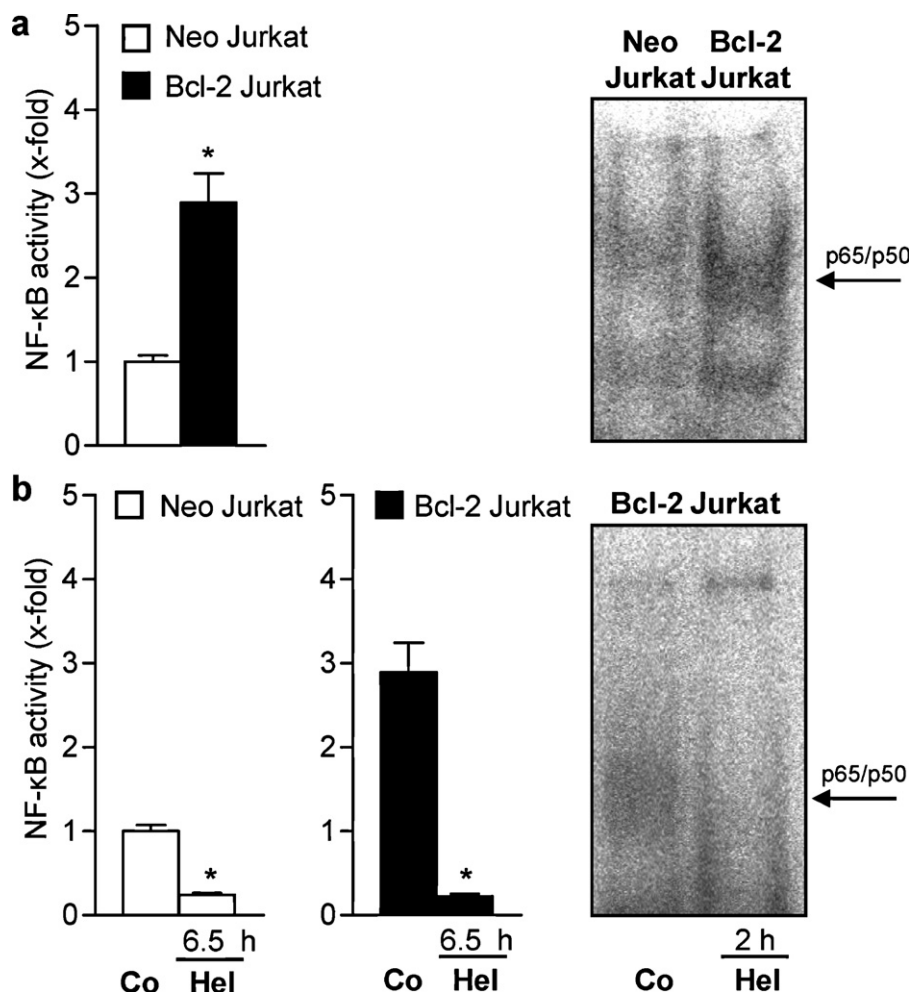 a
Neo Jurkat
Bcl-2 Jurkat
NF-κB activity (x-fold)
5
4
3
2
1
0
*
Neo Bcl-2
Jurkat Jurkat
p65/p50
b
Neo Jurkat
NF-κB activity (x-fold)
5
4
3
2
1
0
*
6.5 h
Co Hel
Bcl-2 Jurkat
5
4
3
2
1
0
*
6.5 h
Co Hel
Bcl-2 Jurkat
p65/p50
2 h
Co Hel